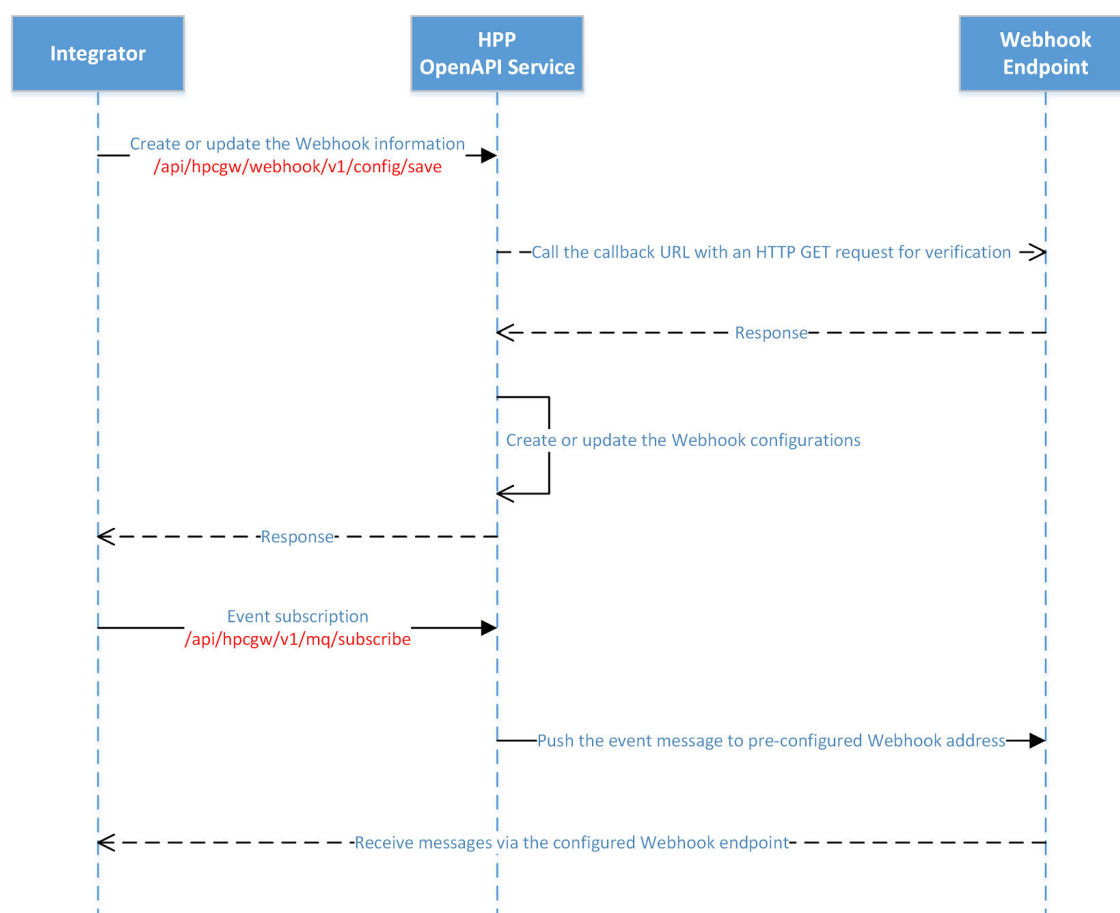 Integrator
HPP
OpenAPI Service
Webhook
Endpoint
Create or update the Webhook information
/api/hpcgw/webhook/v1/config/save
Call the callback URL with an HTTP GET request for verification
Response
Create or update the Webhook configurations
Response
Event subscription
/api/hpcgw/v1/mq/subscribe
Push the event message to pre-configured Webhook address
Receive messages via the configured Webhook endpoint